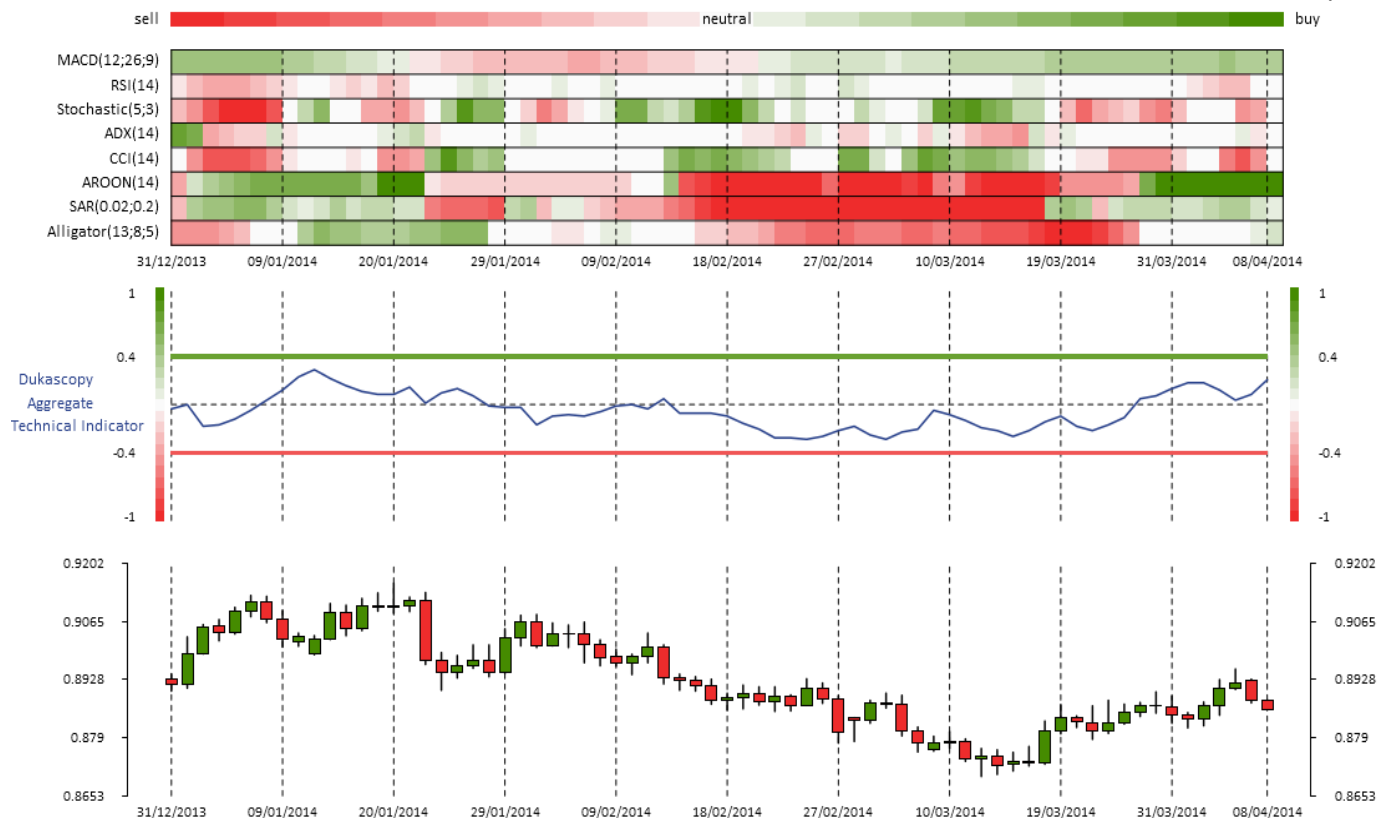 sell neutral buy
MACD(12;26;9)
RSI(14)
Stochastic(5;3)
ADX(14)
CCI(14)
AROON(14)
SAR(0.02;0.2)
Alligator(13;8;5)
31/12/2013 09/01/2014 20/01/2014 29/01/2014 09/02/2014 18/02/2014 27/02/2014 10/03/2014 19/03/2014 31/03/2014 08/04/2014
1 1
0.4 0.4
Dukascopy
Aggregate
Technical Indicator
-0.4 -0.4
-1 -1
0.9202 0.9202
0.9065 0.9065
0.8928 0.8928
0.879 0.879
0.8653 0.8653
31/12/2013 09/01/2014 20/01/2014 29/01/2014 09/02/2014 18/02/2014 27/02/2014 10/03/2014 19/03/2014 31/03/2014 08/04/2014